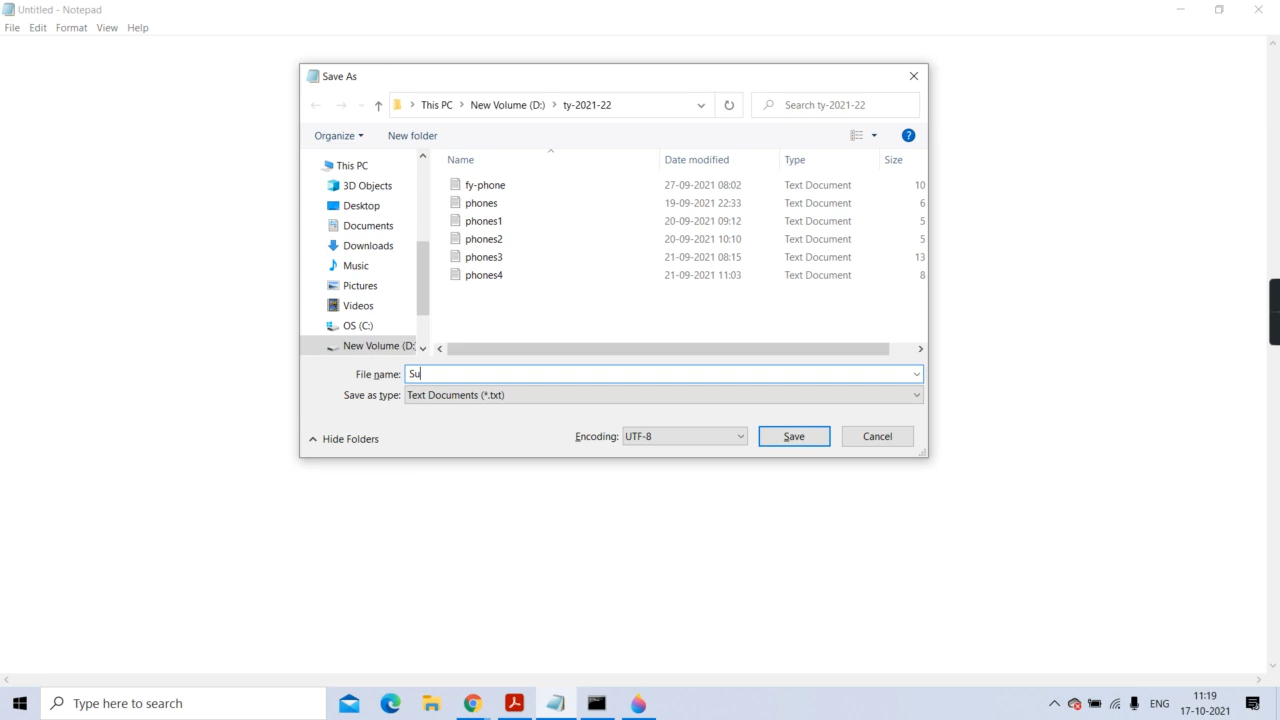 Untitled - Notepad
File Edit Format View Help
Save As
This PC New Volume (D:) ty-2021-22 Search ty-2021-22
Organize New folder
Name Date modified Type Size
This PC
3D Objects
Desktop
Documents
Downloads
Music
Pictures
Videos
OS (C:)
New Volume (D:
fy-phone 27-09-2021 08:02 Text Document 10
phones 19-09-2021 22:33 Text Document 6
phones1 20-09-2021 09:12 Text Document 5
phones2 20-09-2021 10:10 Text Document 5
phones3 21-09-2021 08:15 Text Document 13
phones4 21-09-2021 11:03 Text Document 8
File name: Su
Save as type: Text Documents (*.txt)
Hide Folders Encoding: UTF-8 Save Cancel
Type here to search ENG 11:19
17-10-2021